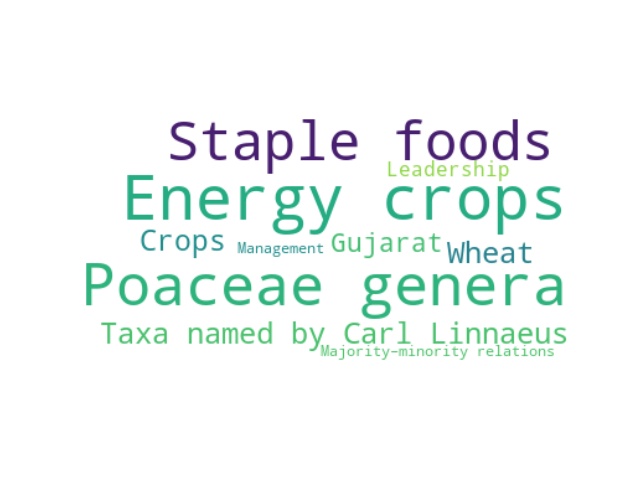 Staple foods
Leadership
Energy crops
Crops
Management
Gujarat
Wheat
Poaceae genera
Taxa named by Carl Linnaeus
Majority–minority relations